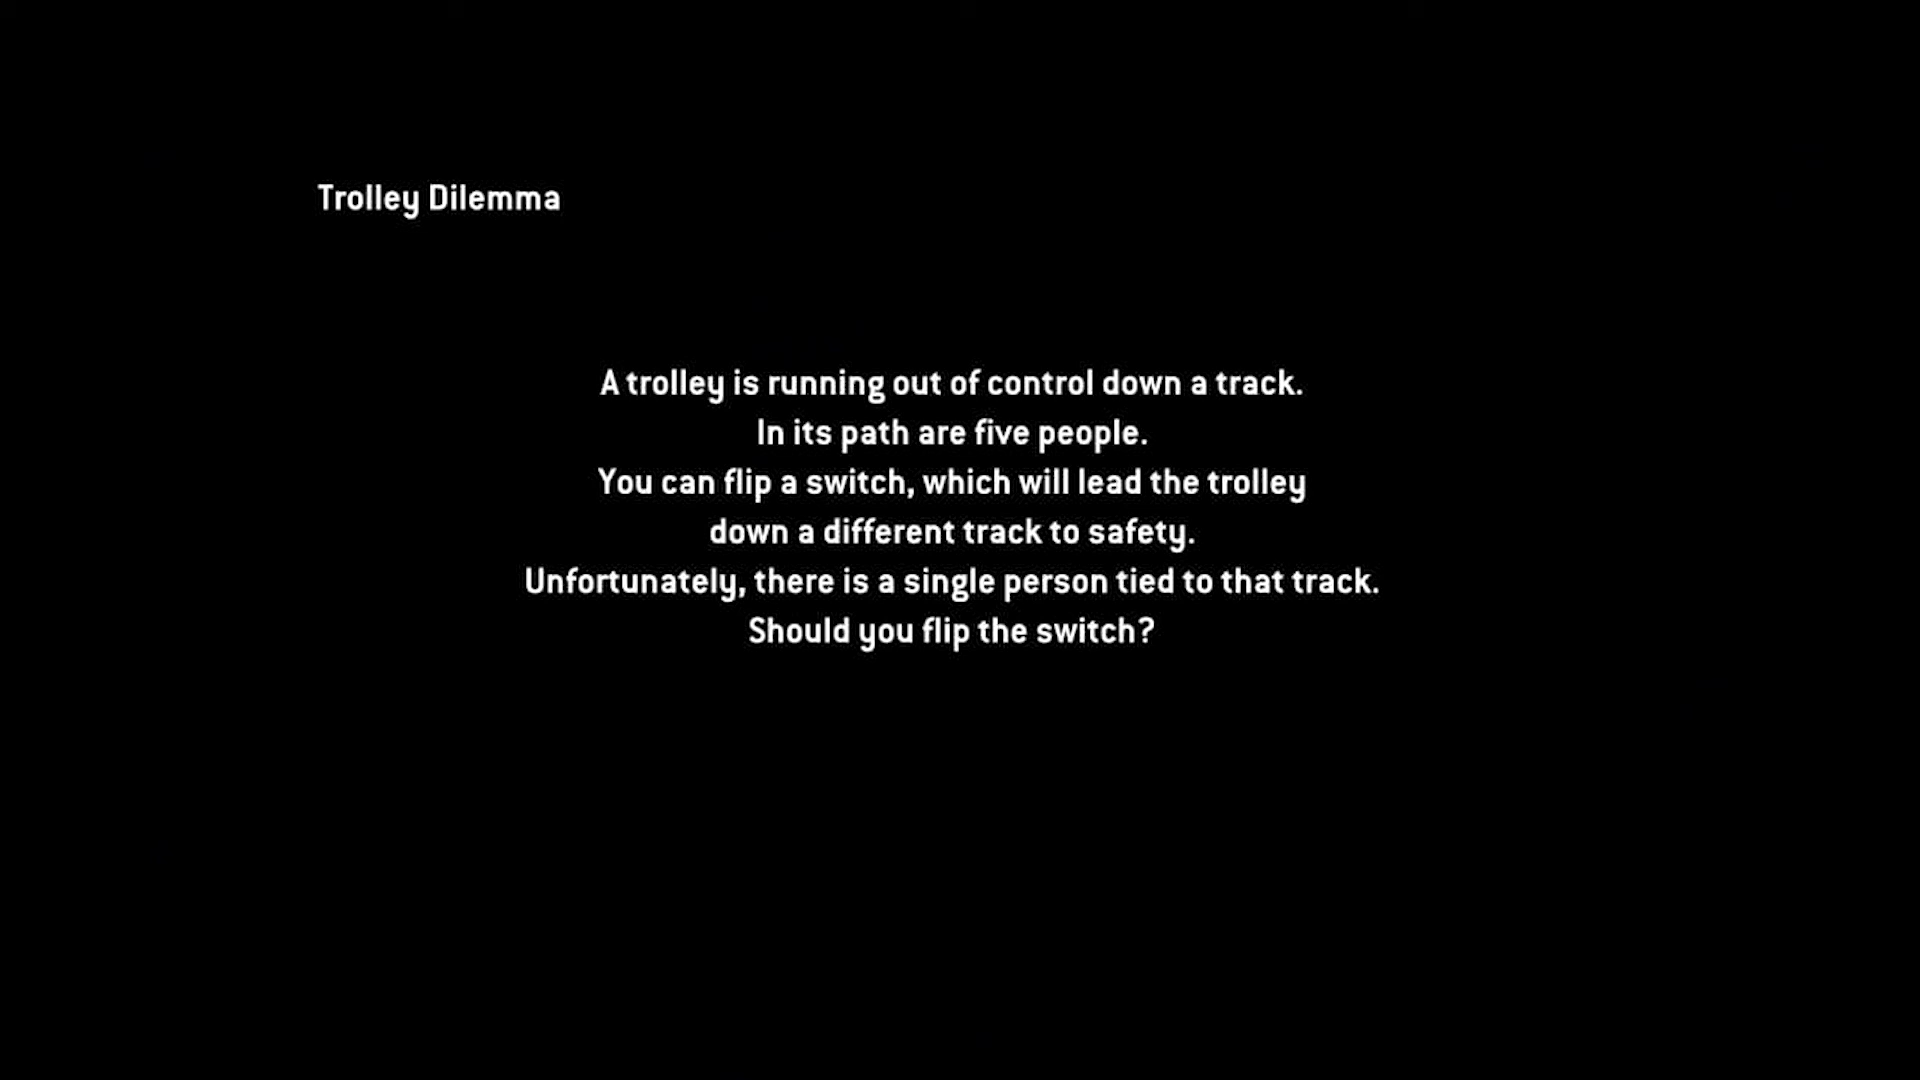 Trolley Dilemma
A trolley is running out of control down a track.
In its path are five people.
You can flip a switch, which will lead the trolley
down a different track to safety.
Unfortunately, there is a single person tied to that track.
Should you flip the switch?